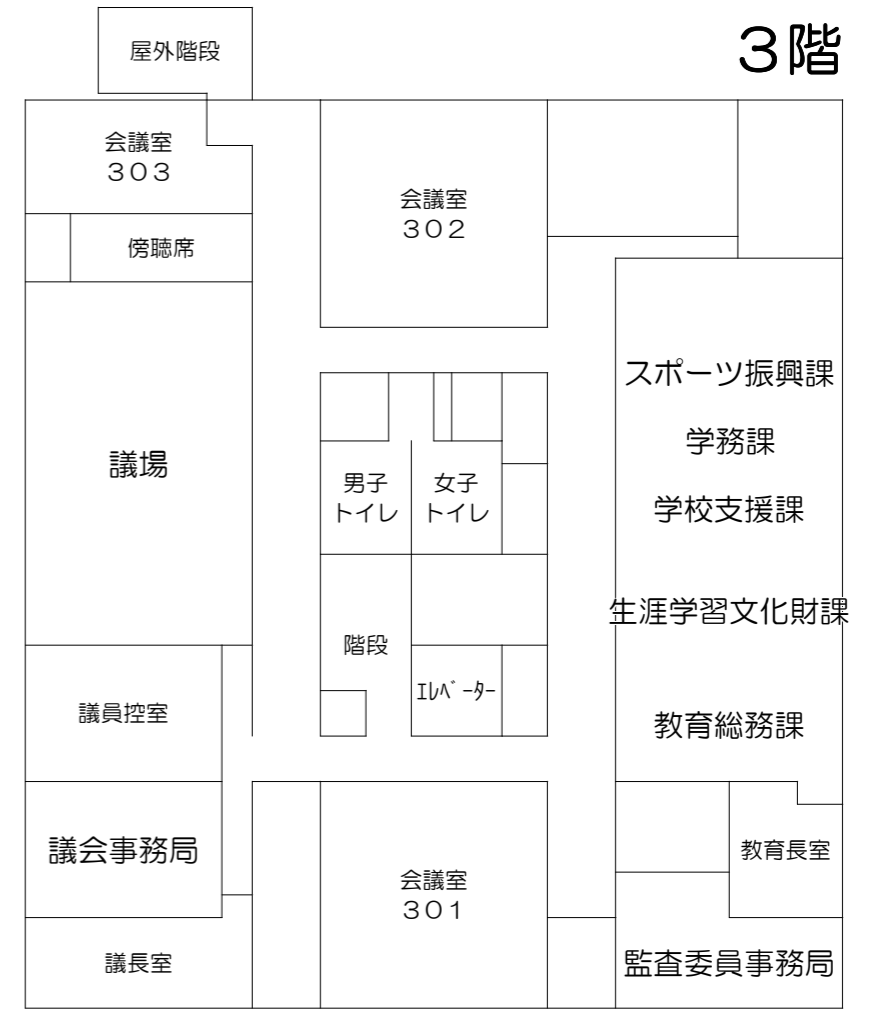 ３階
屋外階段
会議室
３０３
会議室
３０２
傍聴席
スポーツ振興課
学務課
議場
男子
トイレ
女子
トイレ
学校支援課
生涯学習文化財課
階段
ｴﾚﾍﾞｰﾀｰ
議員控室
教育総務課
議会事務局
教育長室
会議室
３０１
議長室
監査委員事務局